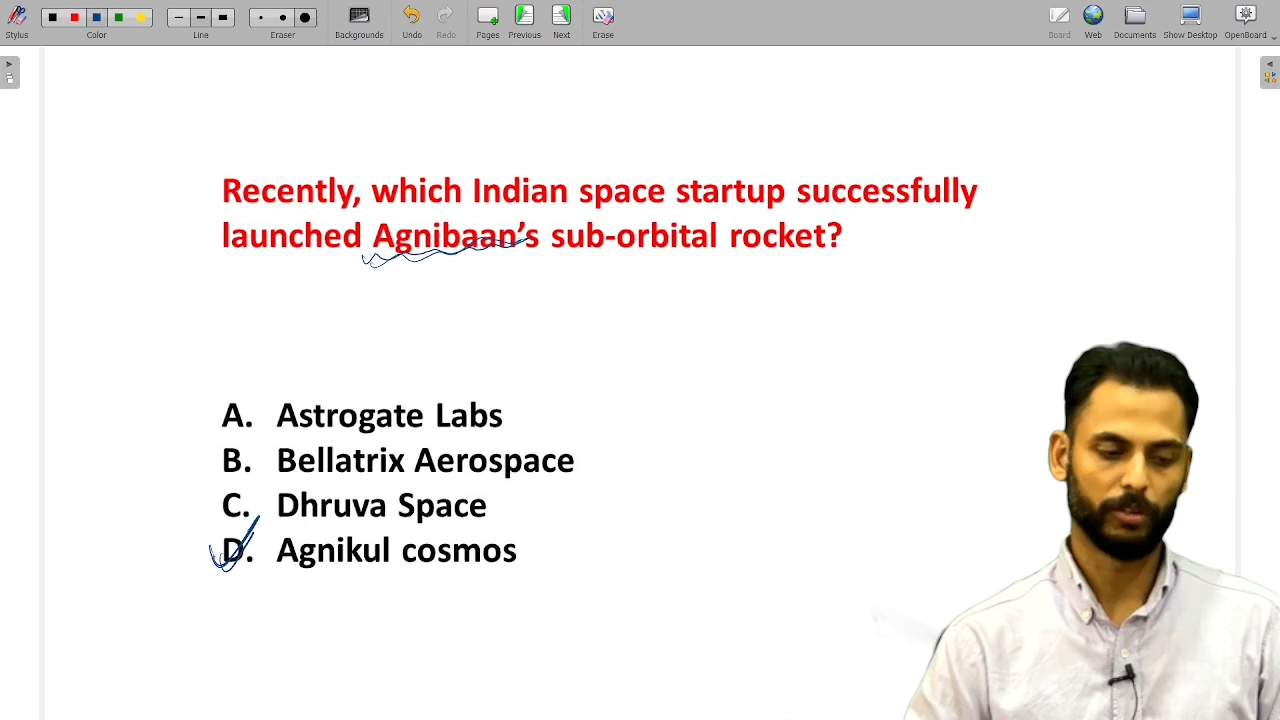 Stylus
Color
Line
Eraser
Backgrounds
Undo
Redo
Pages
Previous
Next
Erase
Board
Web
Documents
Show Desktop
OpenBoard
Recently, which Indian space startup successfully
launched Agnibaan’s sub-orbital rocket?
A. Astrogate Labs
B. Bellatrix Aerospace
C. Dhruva Space
D. Agnikul cosmos